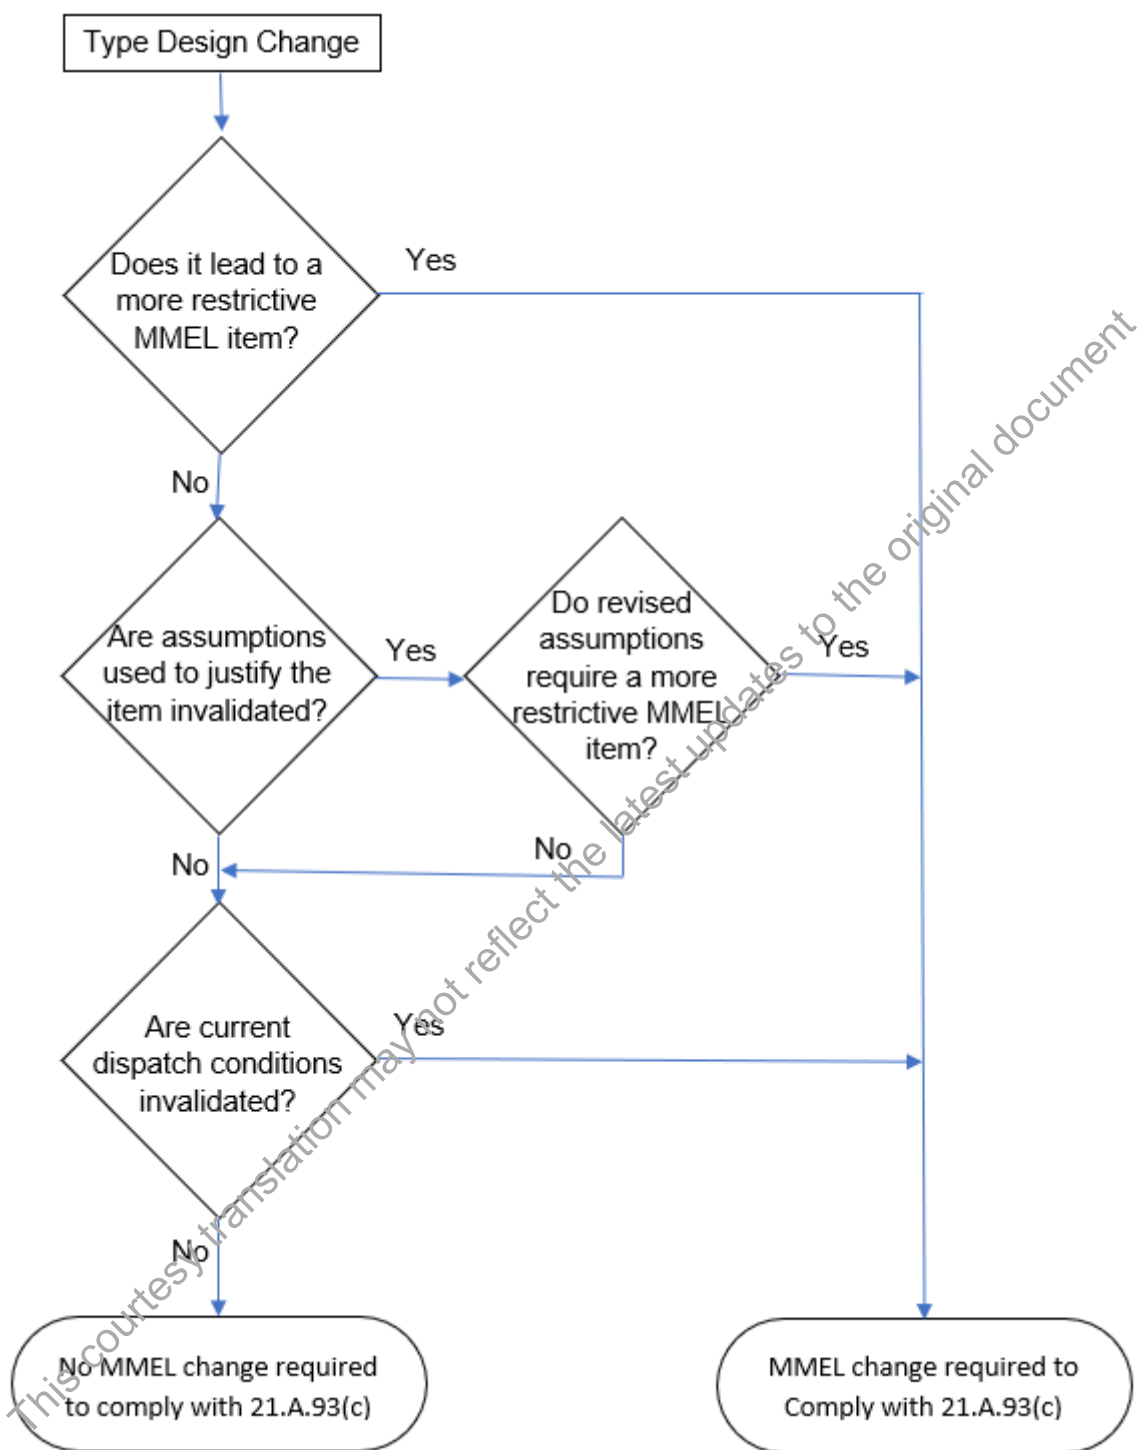 Type Design Change
Does it lead to a
more restrictive
MMEL item?
Yes
No
Are assumptions
used to justify the
item invalidated?
Yes
Do revised
assumptions
require a more
restrictive MMEL
item?
Yes
No
No
Are current
dispatch conditions
invalidated?
Yes
No
No MMEL change required
to comply with 21.A.93(c)
MMEL change required to
Comply with 21.A.93(c)
This courtesy translation may not reflect the latest updates to the original document